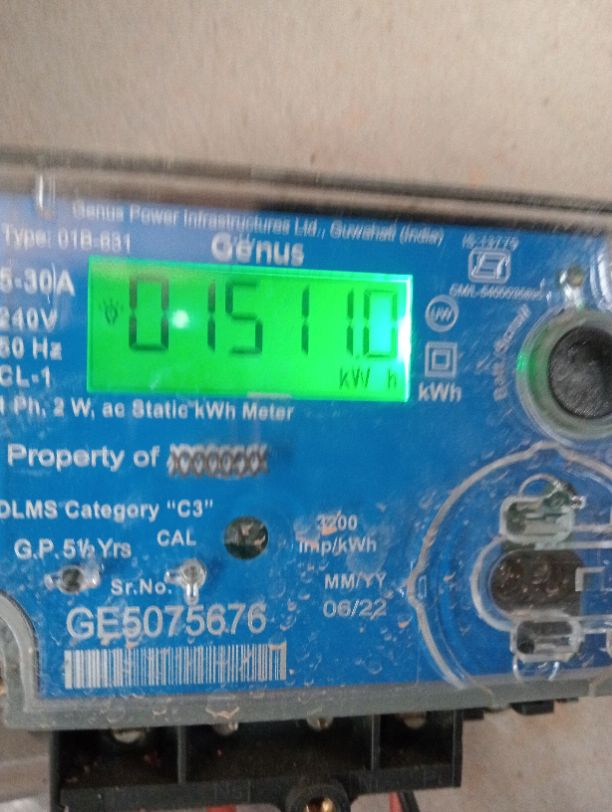 Genus Power Infrastructures Ltd., Guwahati (India)
Type: 01B-631
Genus
IS 13779
5-30A
240V
50 Hz
CL-1
01511.0
kW h
UW
kWh
1 Ph, 2 W, ac Static kWh Meter
Property of
DLMS Category "C3"
G.P. 5½ Yrs
CAL
3200
imp/kWh
Sr.No.
MM/YY
06/22
GE5075676